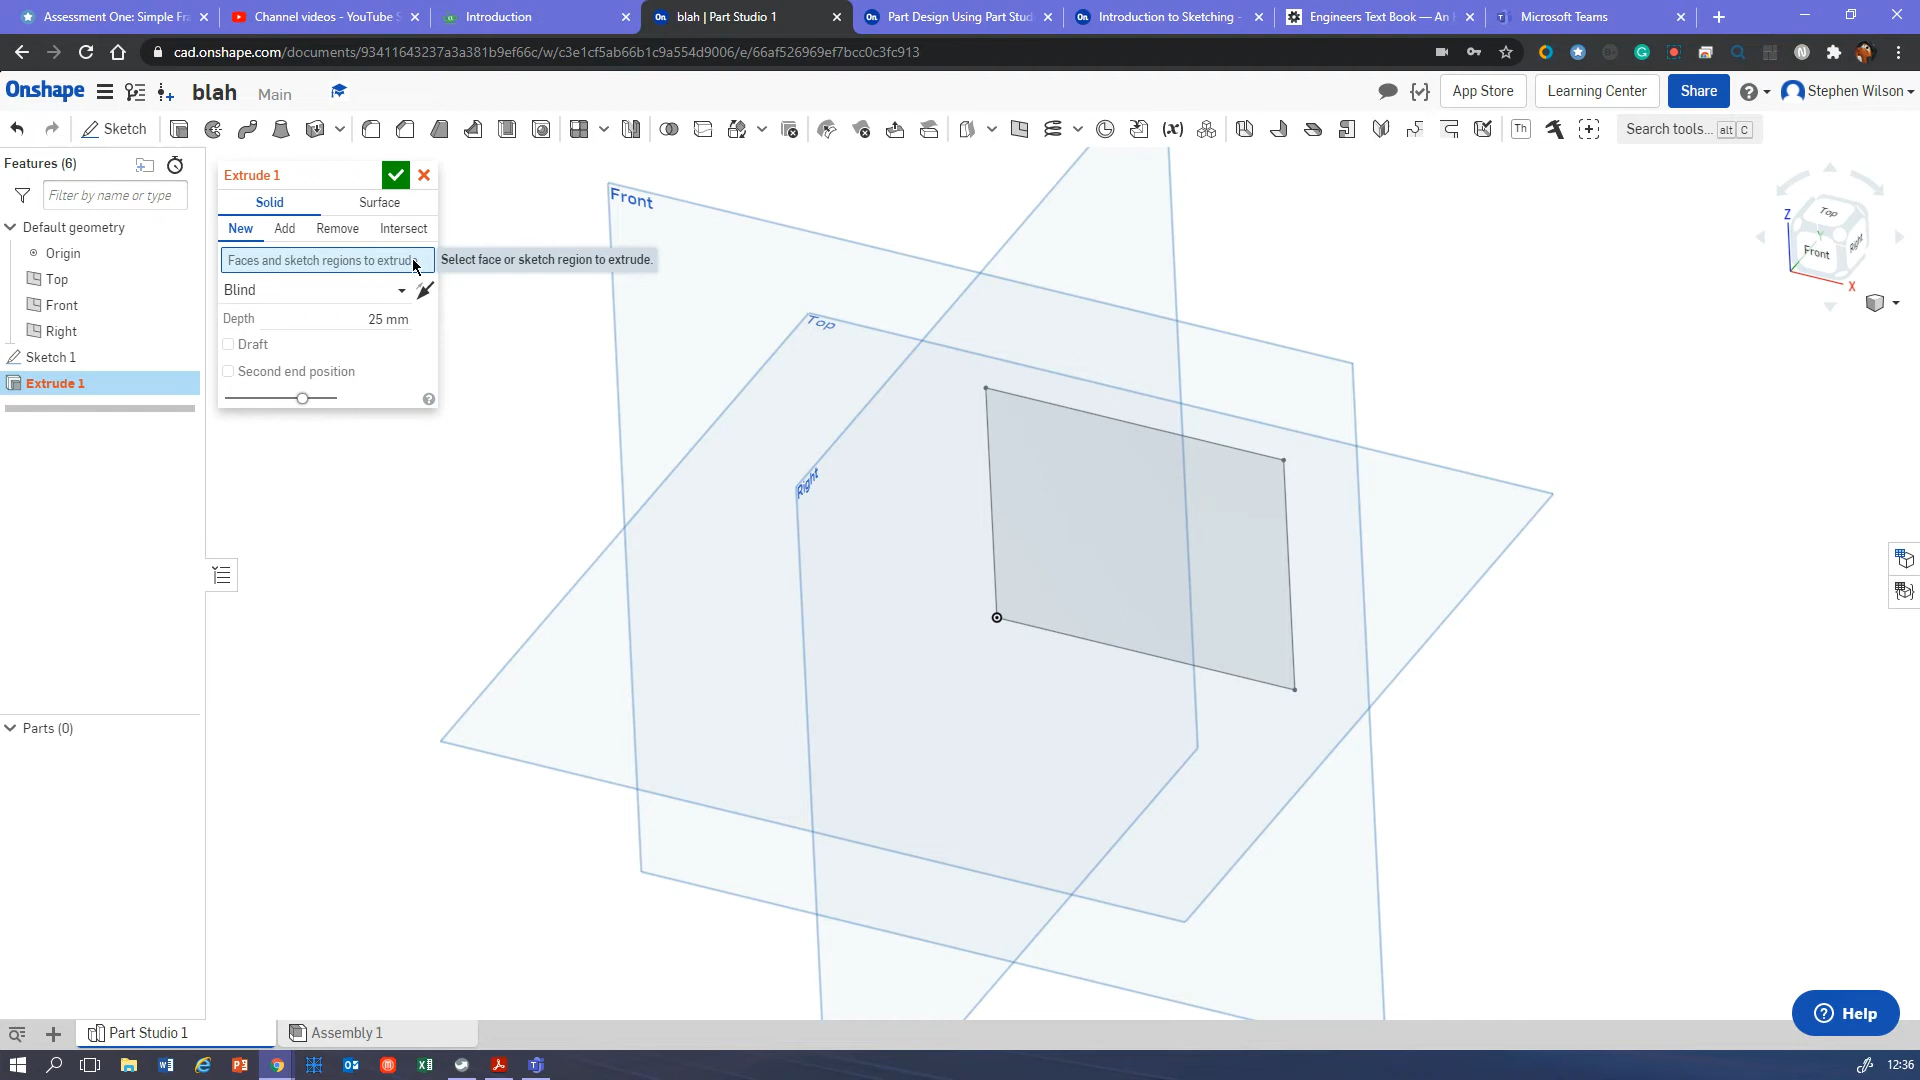 Assessment One: Simple Fra
Channel videos - YouTube S
Introduction
blah | Part Studio 1
Part Design Using Part Stud
Introduction to Sketching -
Engineers Text Book — An I
Microsoft Teams
cad.onshape.com/documents/93411643237a3a381b9ef66c/w/c3e1cf5ab66b1c9a554d9006/e/66af526969ef7bcc0c3fc913
Onshape
blah
Main
App Store
Learning Center
Share
Stephen Wilson
Sketch
Search tools... alt C
Features (6)
Filter by name or type
Default geometry
Origin
Top
Front
Right
Sketch 1
Extrude 1
Parts (0)
Extrude 1
Solid
Surface
New
Add
Remove
Intersect
Faces and sketch regions to extrude
Select face or sketch region to extrude.
Blind
Depth
25 mm
Draft
Second end position
Front
Top
Right
Z
Top
Y
Front
Right
X
Th
Help
Part Studio 1
Assembly 1
12:36